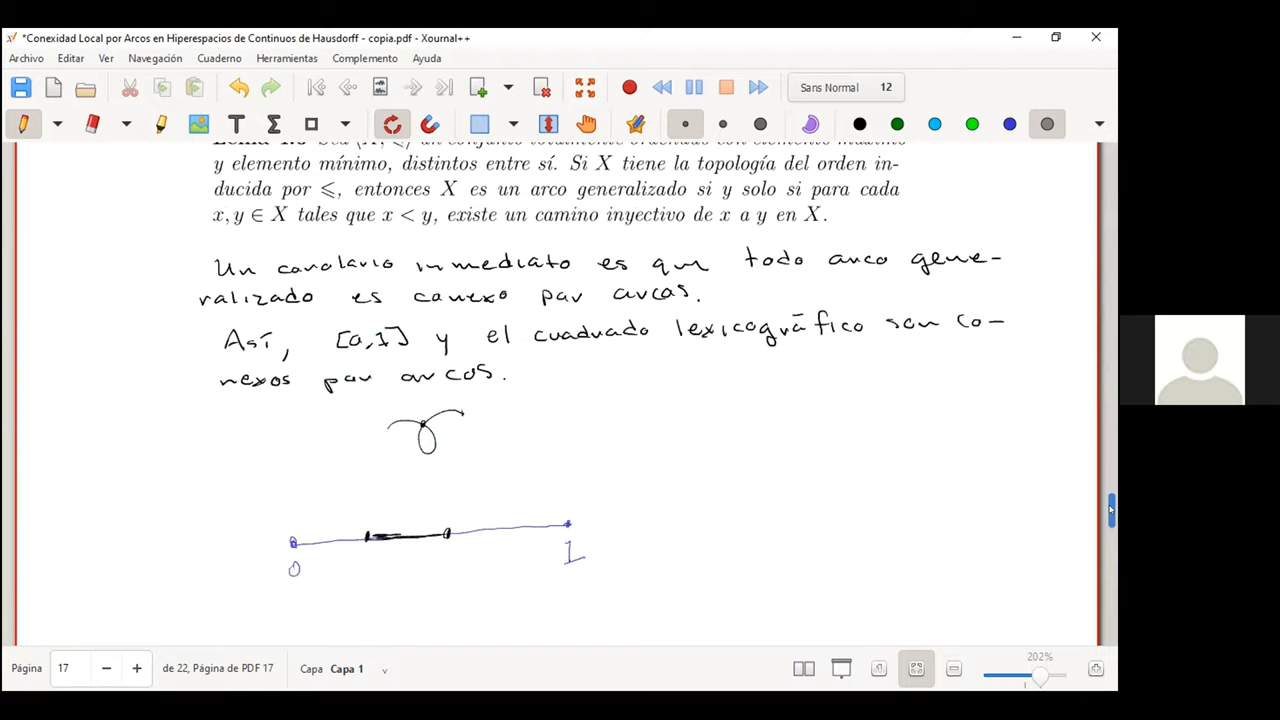 *Conexidad Local por Arcos en Hiperespacios de Continuos de Hausdorff - copia.pdf - Xournal++
Archivo Editar Ver Navegación Cuaderno Herramientas Complemento Ayuda
Sans Normal 12
y elemento mínimo, distintos entre sí. Si X tiene la topología del orden in-
ducida por ⩽, entonces X es un arco generalizado si y solo si para cada
x, y ∈ X tales que x < y, existe un camino inyectivo de x a y en X.
Un corolario inmediato es que todo arco gene-
ralizado es conexo por arcos.
Así, [0,1] y el cuadrado lexicográfico son co-
nexos por arcos.
0 1
Página 17 de 22, Página de PDF 17 Capa Capa 1 202%